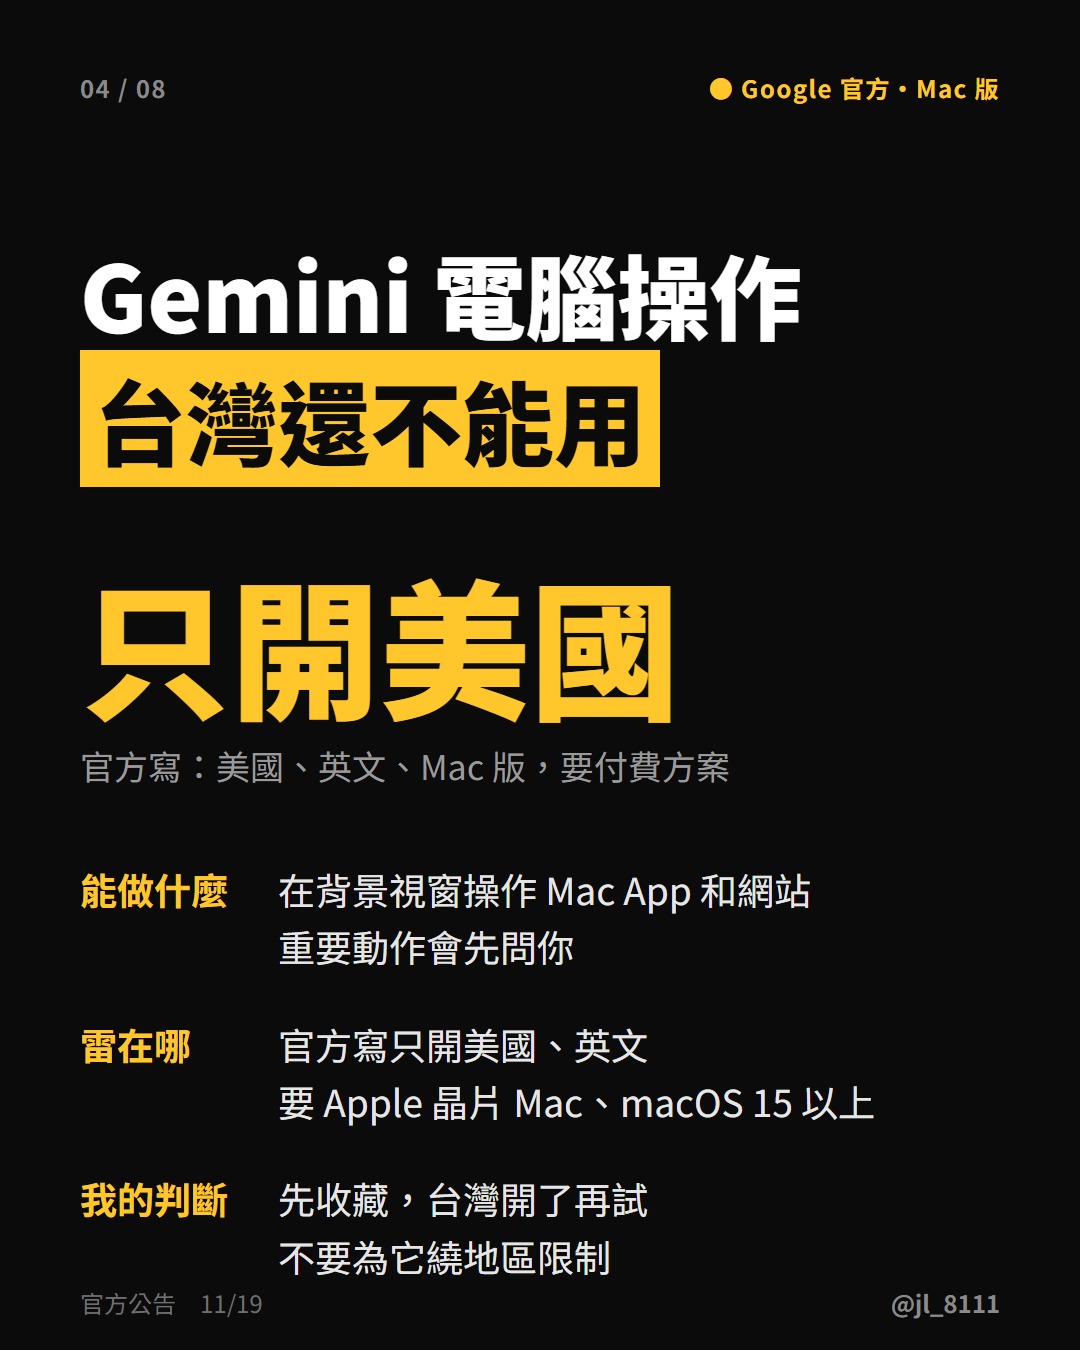 04 / 08
Google 官方・Mac 版
Gemini 電腦操作
台灣還不能用
只開美國
官方寫：美國、英文、Mac 版，要付費方案
能做什麼
在背景視窗操作 Mac App 和網站
重要動作會先問你
雷在哪
官方寫只開美國、英文
要 Apple 晶片 Mac、macOS 15 以上
我的判斷
先收藏，台灣開了再試
不要為它繞地區限制
官方公告 11/19
@jl_8111